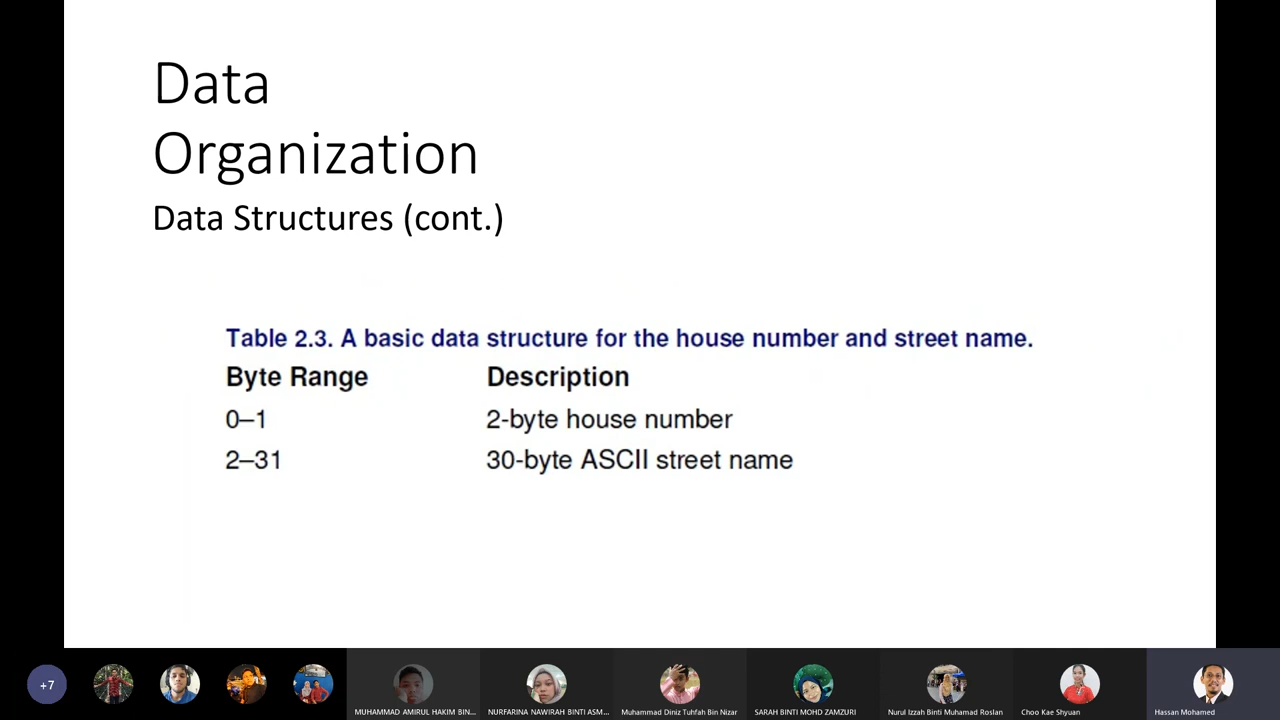 Data
Organization
Data Structures (cont.)
Table 2.3. A basic data structure for the house number and street name.
Byte Range Description
0–1 2-byte house number
2–31 30-byte ASCII street name
+7 MUHAMMAD AMIRUL HAKIM BIN... NURFARINA NAWIRAH BINTI ASM... Muhammad Diniz Tuhfah Bin Nizar SARAH BINTI MOHD ZAMZURI Nurul Izzah Binti Muhamad Roslan Choo Kae Shyuan Hassan Mohamed